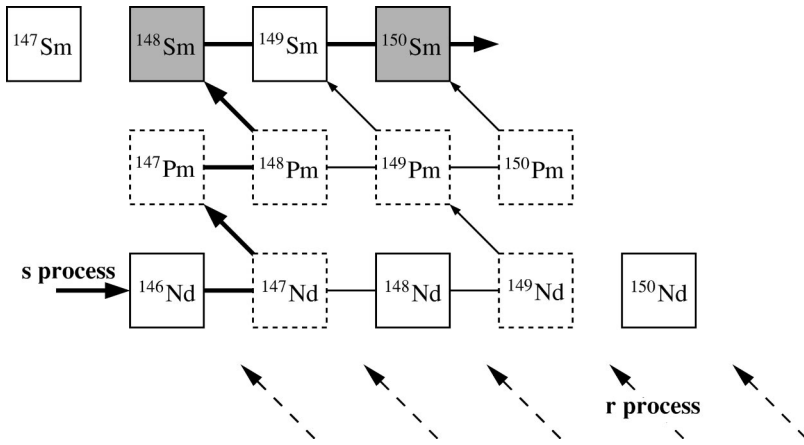 ¹⁴⁷Sm ¹⁴⁸Sm ¹⁴⁹Sm ¹⁵⁰Sm
¹⁴⁷Pm ¹⁴⁸Pm ¹⁴⁹Pm ¹⁵⁰Pm
s process
¹⁴⁶Nd ¹⁴⁷Nd ¹⁴⁸Nd ¹⁴⁹Nd ¹⁵⁰Nd
r process